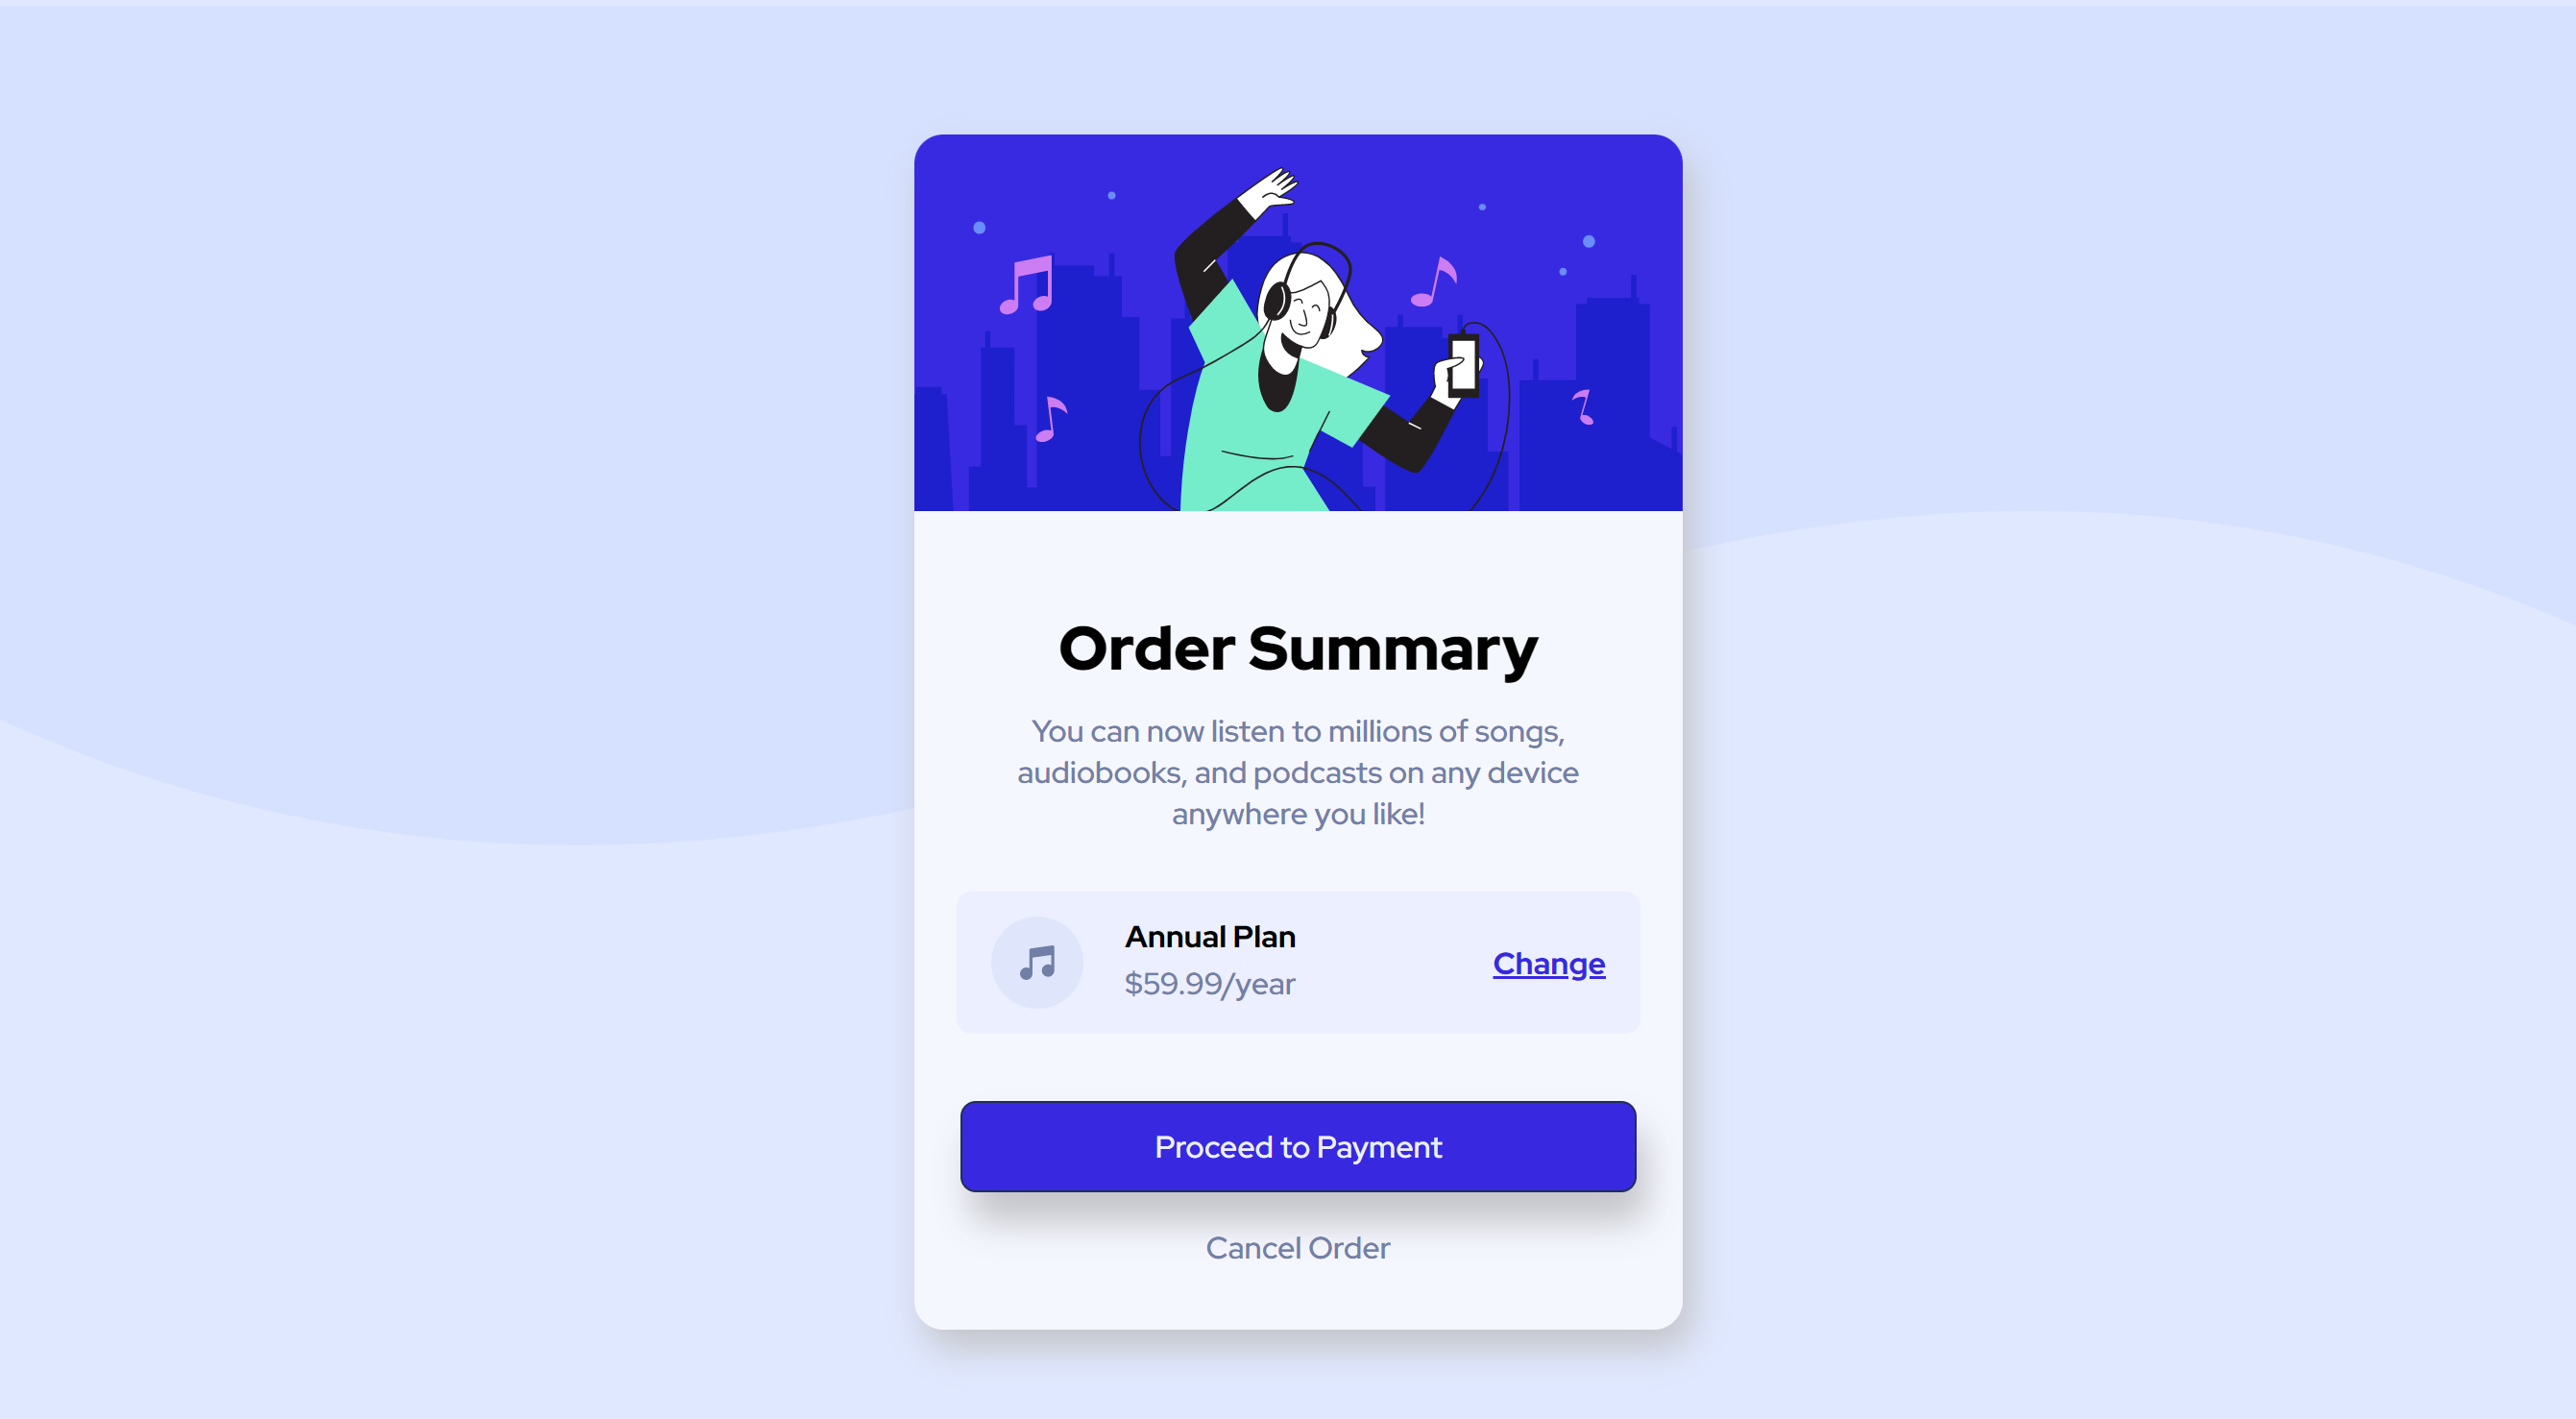 Order Summary
You can now listen to millions of songs,
audiobooks, and podcasts on any device
anywhere you like!
Annual Plan
$59.99/year
Change
Proceed to Payment
Cancel Order